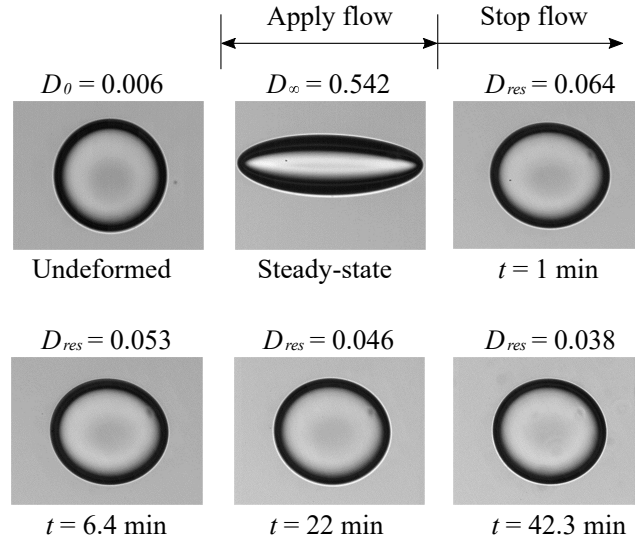 Apply flow
Stop flow
D₀ = 0.006
D∞ = 0.542
Dres = 0.064
Undeformed
Steady-state
t = 1 min
Dres = 0.053
Dres = 0.046
Dres = 0.038
t = 6.4 min
t = 22 min
t = 42.3 min